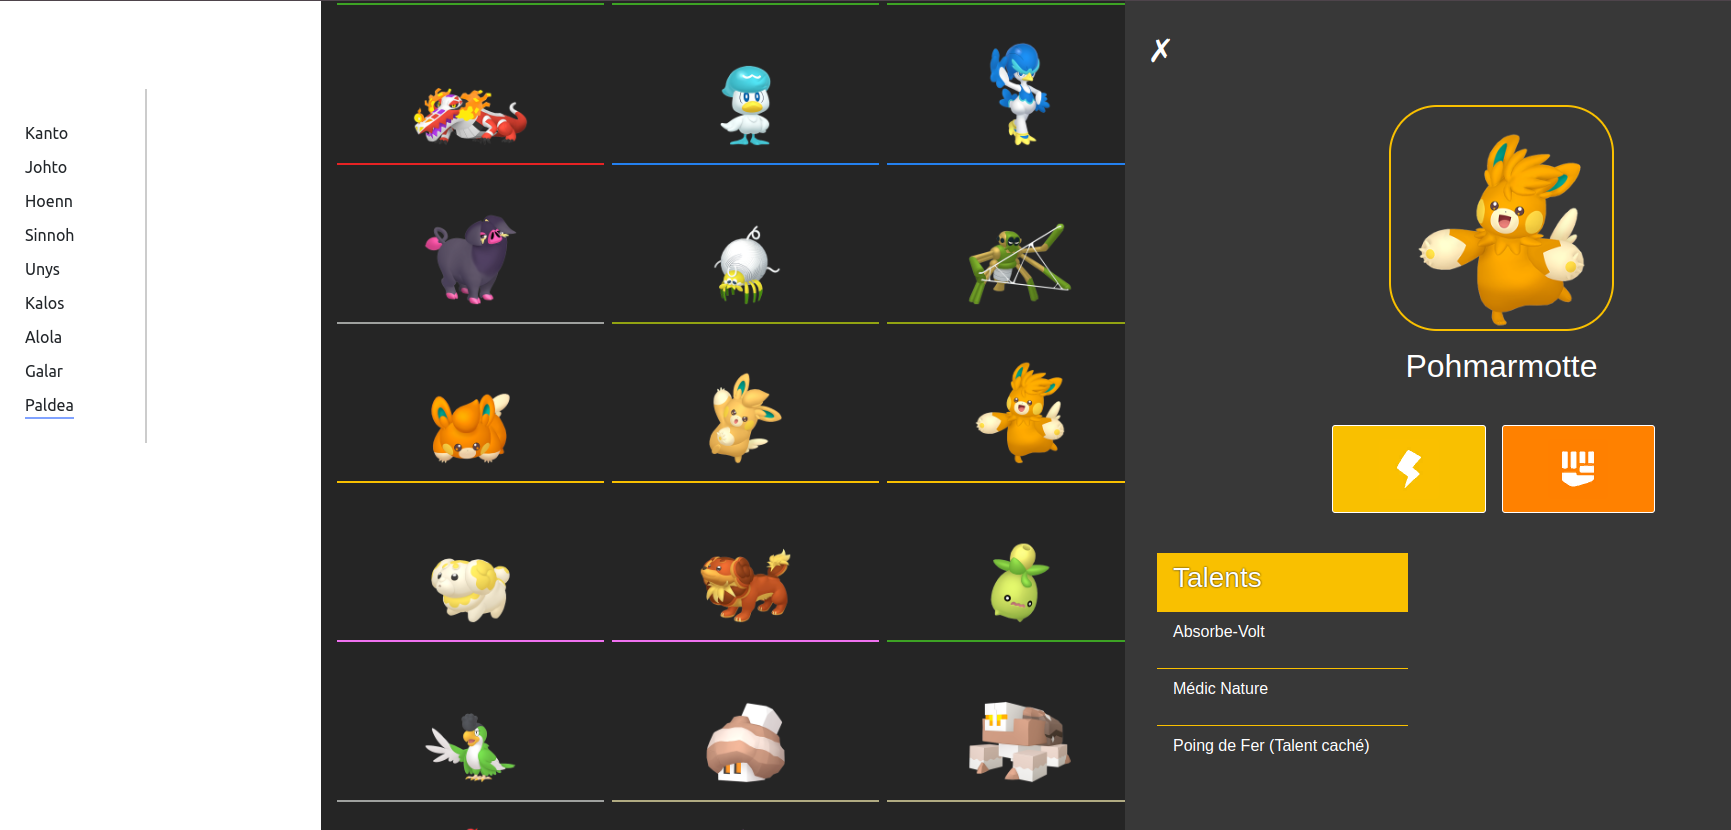 Kanto
Johto
Hoenn
Sinnoh
Unys
Kalos
Alola
Galar
Paldea
✗
Pohmarmotte
Talents
Absorbe-Volt
Médic Nature
Poing de Fer (Talent caché)